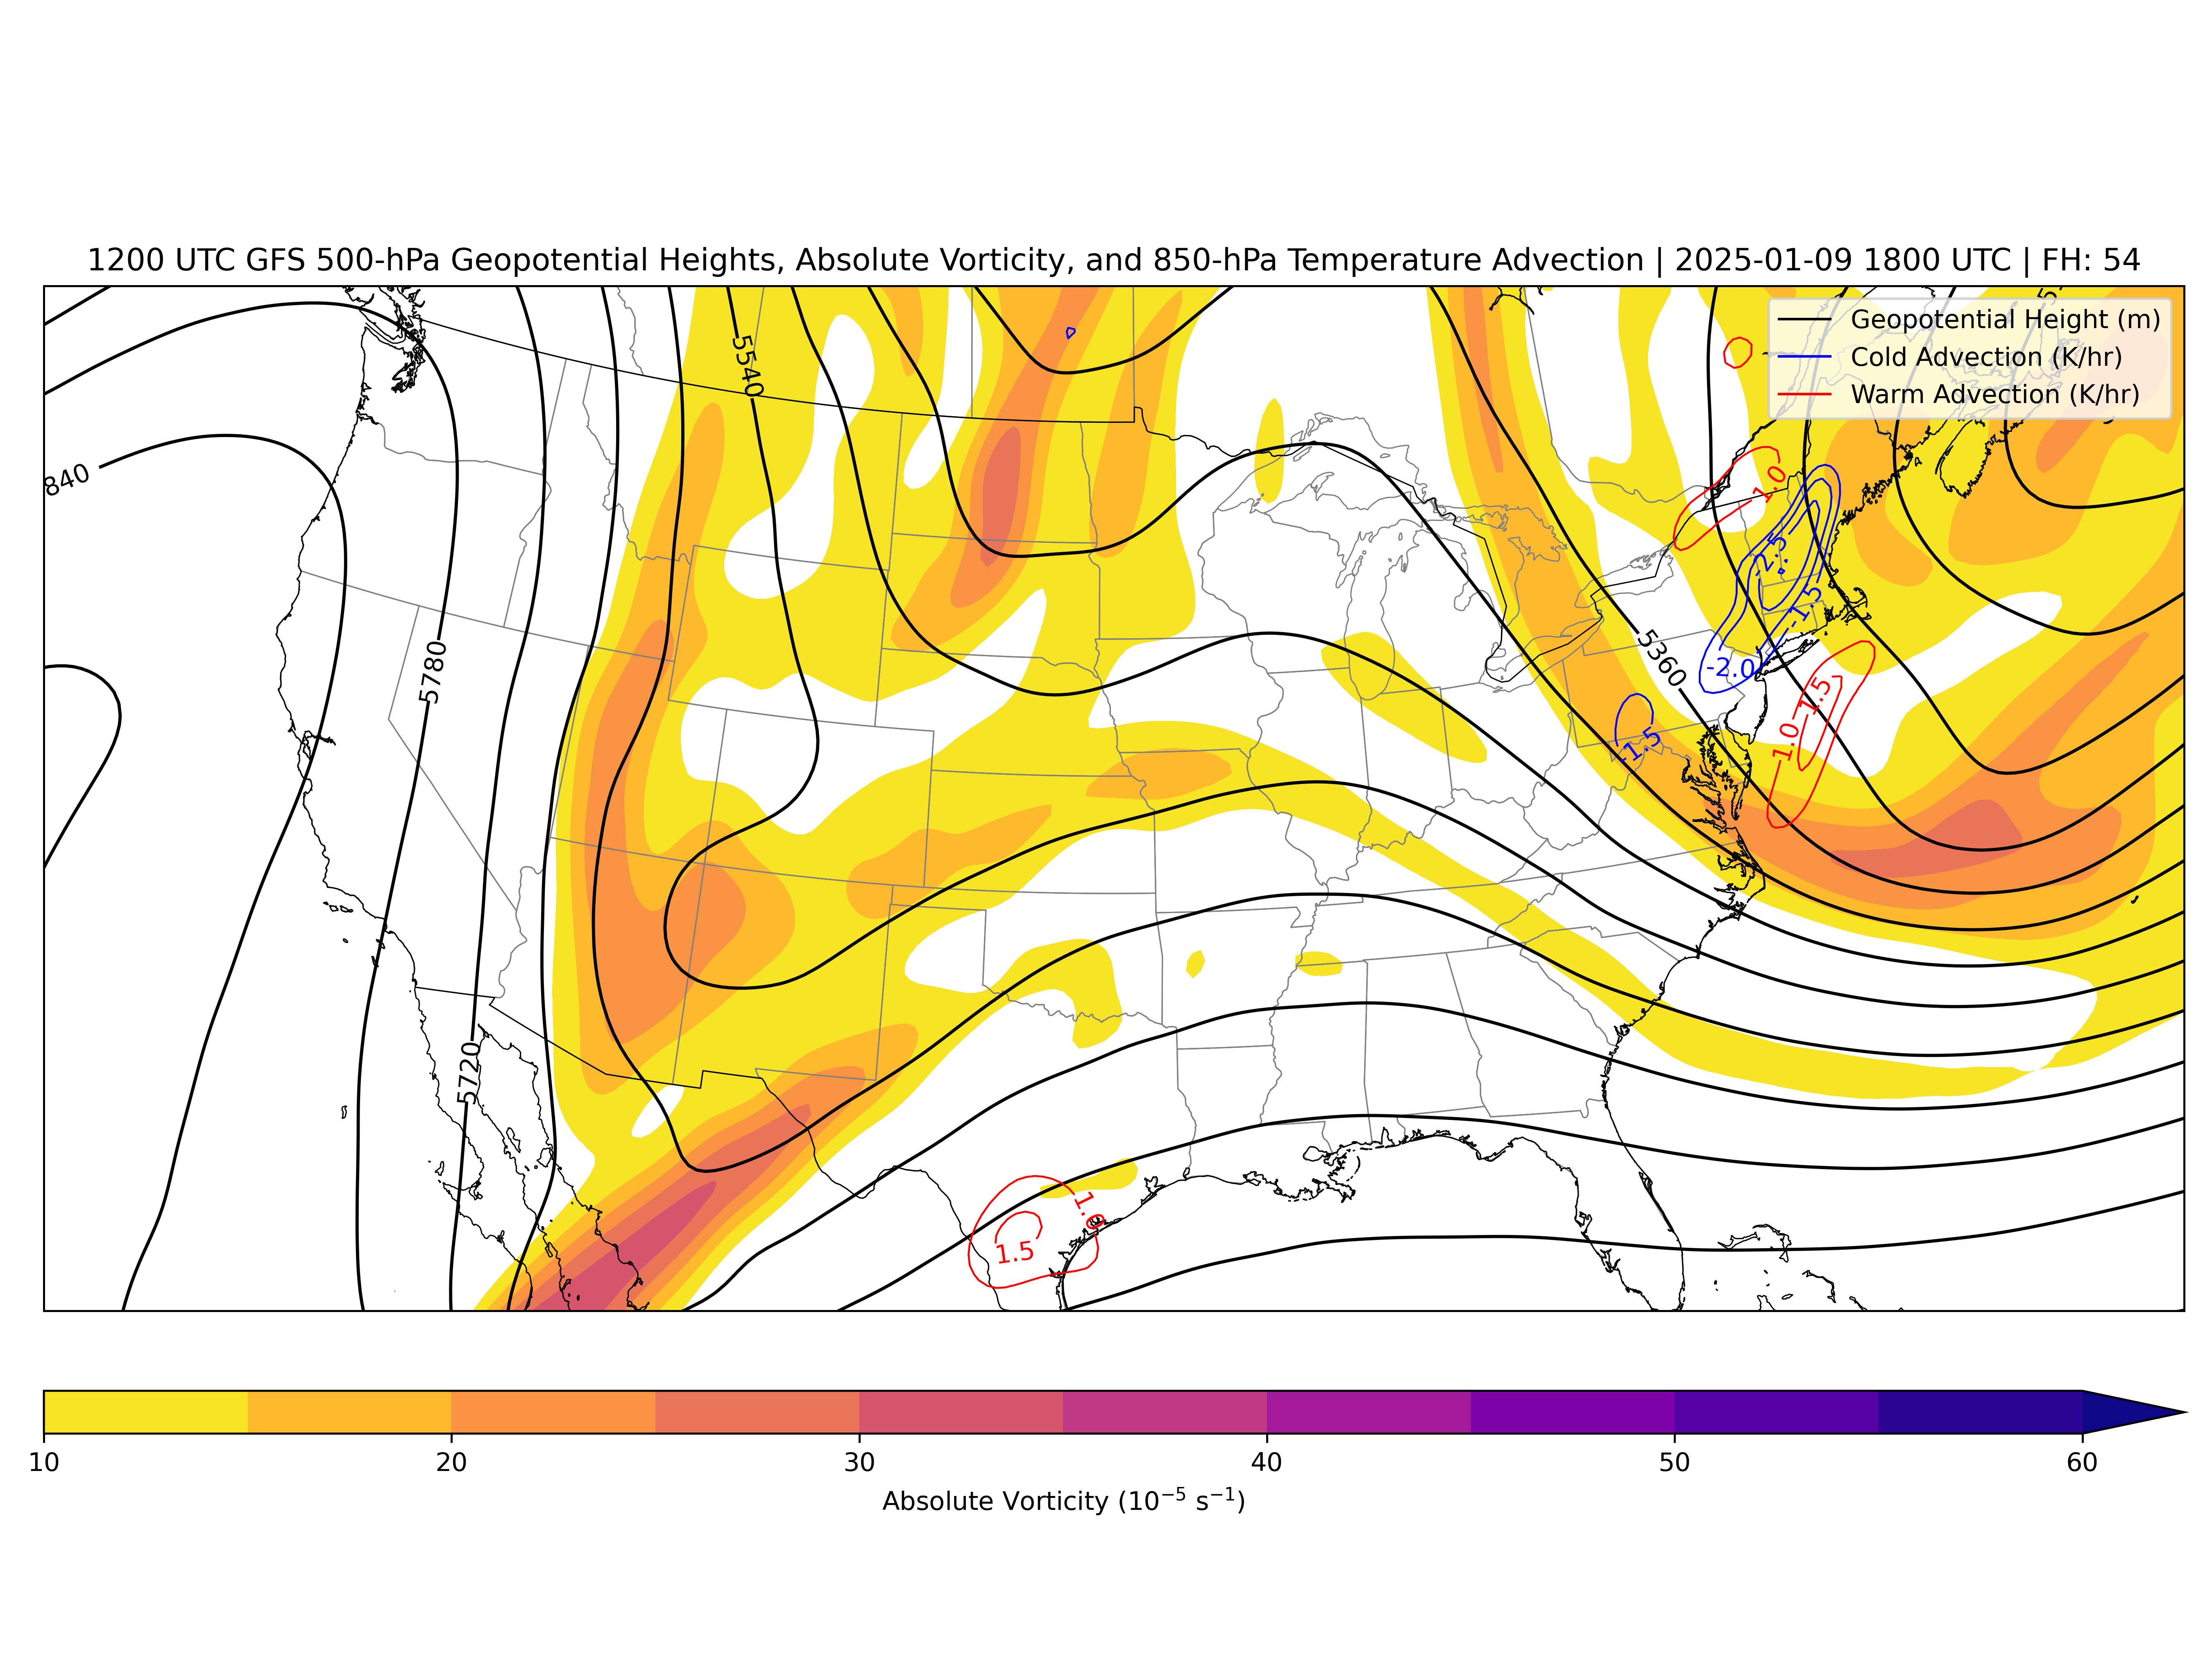 1200 UTC GFS 500-hPa Geopotential Heights, Absolute Vorticity, and 850-hPa Temperature Advection | 2025-01-09 1800 UTC | FH: 54
Geopotential Height (m)
Cold Advection (K/hr)
Warm Advection (K/hr)
5540
840
1.0
-2.5
-1.5
5360
-2.0
5780
1.5
1.0
-1.5
5720
1.0
1.5
10 20 30 40 50 60
Absolute Vorticity (10⁻⁵ s⁻¹)